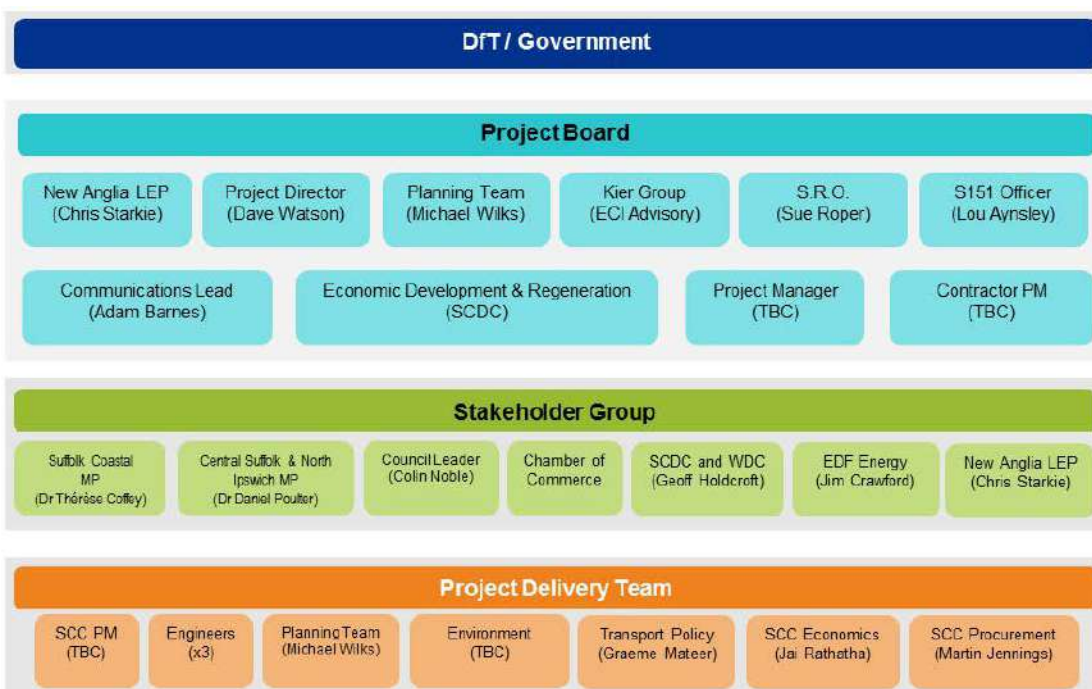 DfT / Government
Project Board
New Anglia LEP
(Chris Starkie)
Project Director
(Dave Watson)
Planning Team
(Michael Wilks)
Kier Group
(ECI Advisory)
S.R.O.
(Sue Roper)
S151 Officer
(Lou Aynsley)
Communications Lead
(Adam Barnes)
Economic Development & Regeneration
(SCDC)
Project Manager
(TBC)
Contractor PM
(TBC)
Stakeholder Group
Suffolk Coastal
MP
(Dr Thérèse Coffey)
Central Suffolk & North
Ipswich MP
(Dr Daniel Poulter)
Council Leader
(Colin Noble)
Chamber of
Commerce
SCDC and WDC
(Geoff Holdcroft)
EDF Energy
(Jim Crawford)
New Anglia LEP
(Chris Starkie)
Project Delivery Team
SCC PM
(TBC)
Engineers
(x3)
Planning Team
(Michael Wilks)
Environment
(TBC)
Transport Policy
(Graeme Mateer)
SCC Economics
(Jai Rathatha)
SCC Procurement
(Martin Jennings)